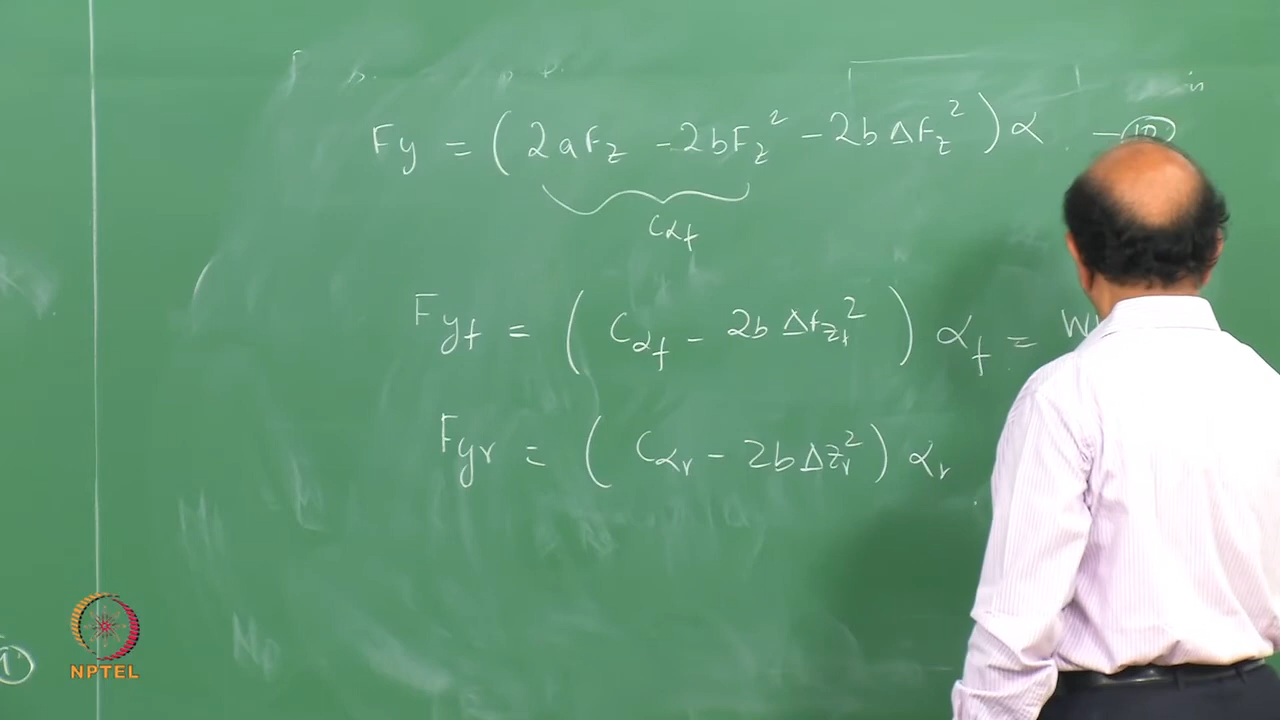 Fy = (2aFz - 2bFz² - 2bΔFz²)α - (10)
Cαf
Fyf = (Cαf - 2bΔfzf²)αf = W
Fyr = (Cαr - 2bΔzr²)αr
NPTEL